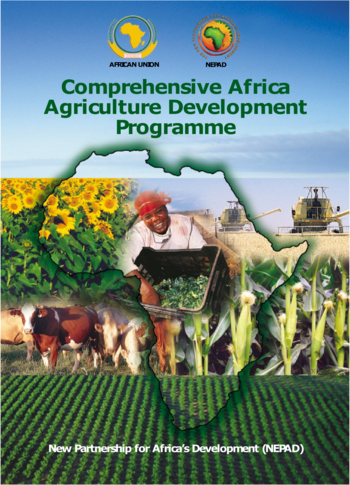 AFRICAN UNION
NEPAD
Comprehensive Africa
Agriculture Development
Programme
New Partnership for Africa's Development (NEPAD)